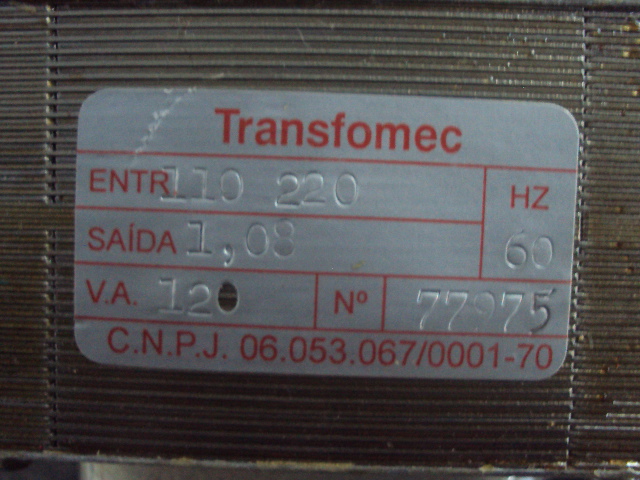 Transfomec
ENTR. 110 220
HZ
SAÍDA 1,08
60
V.A. 120
Nº 77975
C.N.P.J. 06.053.067/0001-70